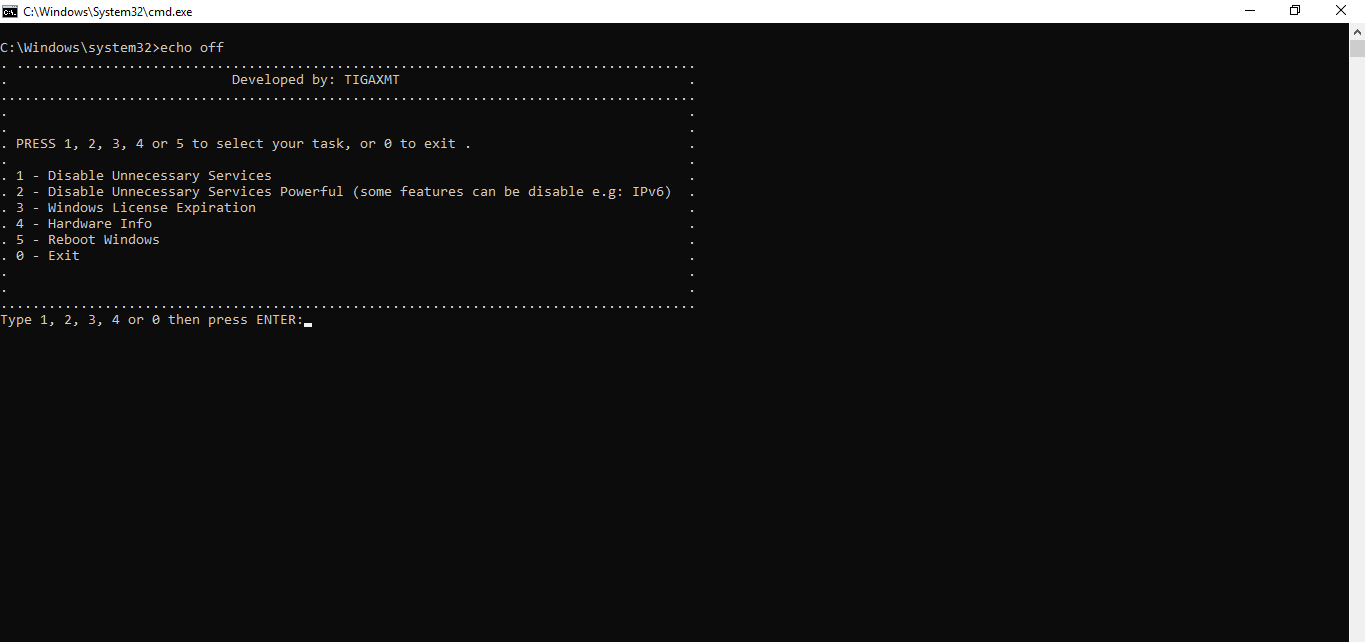 C:\Windows\System32\cmd.exe
C:\Windows\system32>echo off
. .....................................................................................
.                            Developed by: TIGAXMT                                    .
.......................................................................................
.                                                                                     .
.                                                                                     .
. PRESS 1, 2, 3, 4 or 5 to select your task, or 0 to exit .                           .
.                                                                                     .
. 1 - Disable Unnecessary Services                                                    .
. 2 - Disable Unnecessary Services Powerful (some features can be disable e.g: IPv6)  .
. 3 - Windows License Expiration                                                      .
. 4 - Hardware Info                                                                   .
. 5 - Reboot Windows                                                                  .
. 0 - Exit                                                                            .
.                                                                                     .
.                                                                                     .
.......................................................................................
Type 1, 2, 3, 4 or 0 then press ENTER: